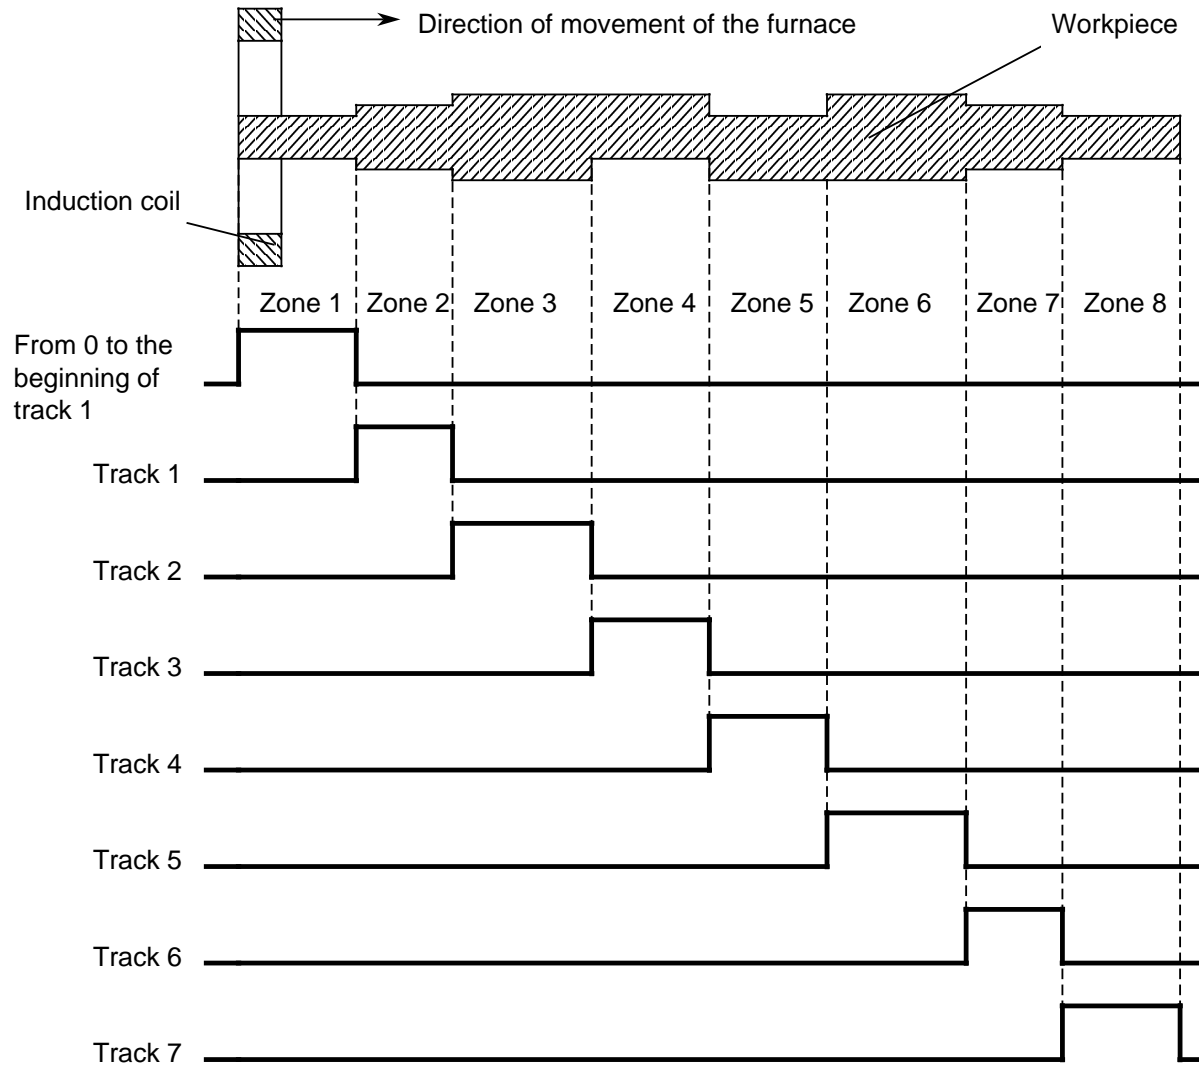 Direction of movement of the furnace
Workpiece
Induction coil
Zone 1
Zone 2
Zone 3
Zone 4
Zone 5
Zone 6
Zone 7
Zone 8
From 0 to the
beginning of
track 1
Track 1
Track 2
Track 3
Track 4
Track 5
Track 6
Track 7